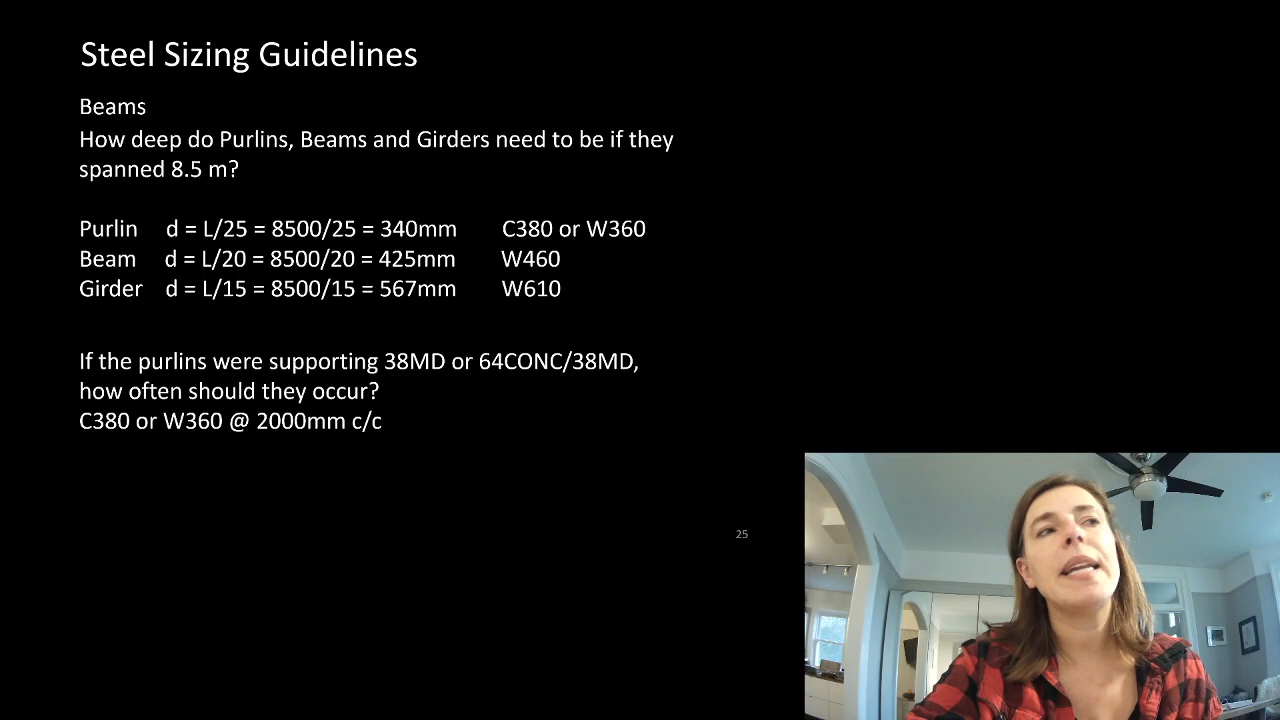 Steel Sizing Guidelines
Beams
How deep do Purlins, Beams and Girders need to be if they
spanned 8.5 m?
Purlin d = L/25 = 8500/25 = 340mm C380 or W360
Beam d = L/20 = 8500/20 = 425mm W460
Girder d = L/15 = 8500/15 = 567mm W610
If the purlins were supporting 38MD or 64CONC/38MD,
how often should they occur?
C380 or W360 @ 2000mm c/c
25